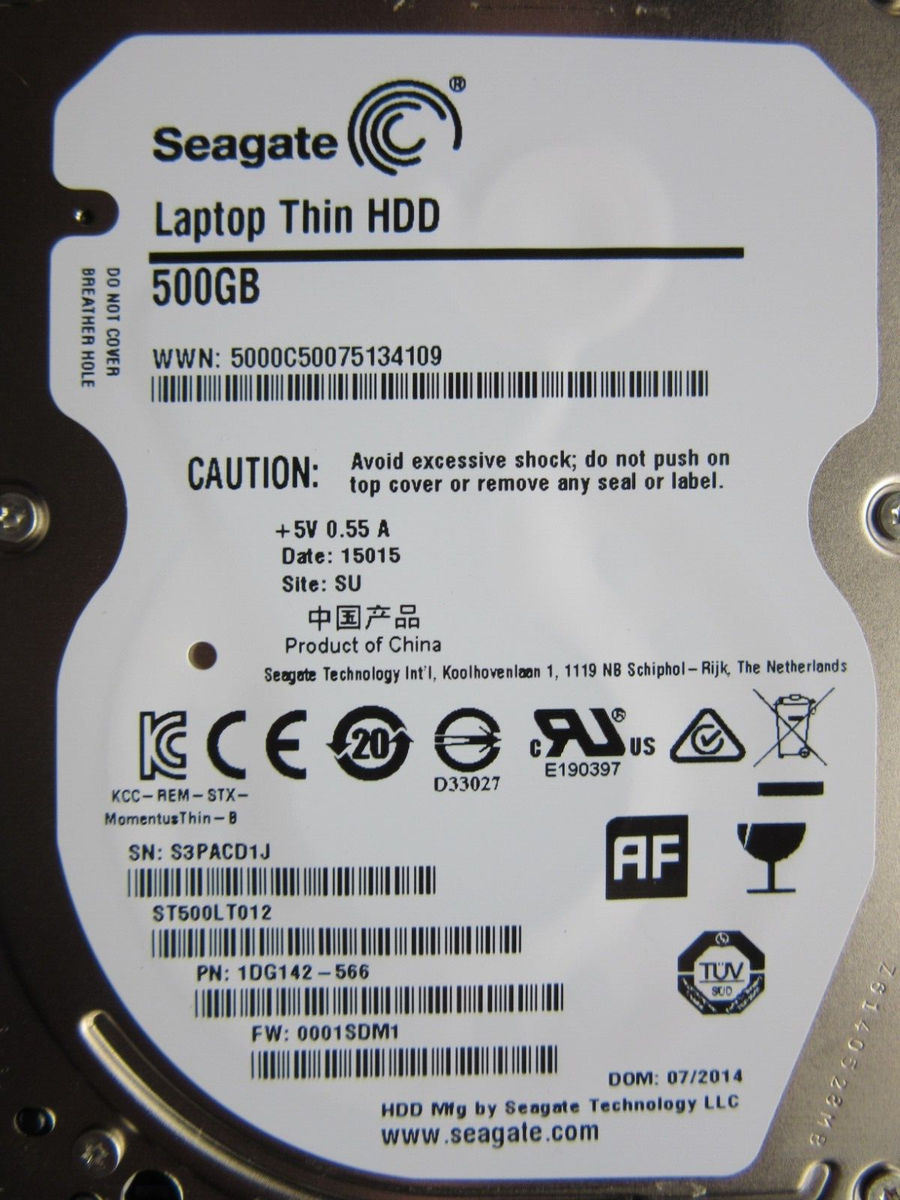 Seagate®
Laptop Thin HDD
500GB
DO NOT COVER
BREATHER HOLE
WWN: 5000C50075134109
CAUTION: Avoid excessive shock; do not push on
top cover or remove any seal or label.
+5V 0.55 A
Date: 15015
Site: SU
中国产品
Product of China
Seagate Technology Int'l, Koolhovenlaan 1, 1119 NB Schiphol-Rijk, The Netherlands
KC CE 20 c RU® US
D33027
E190397
KCC-REM-STX-
MomentusThin-B
SN: S3PACD1J
AF
ST500LT012
PN: 1DG142-566
TÜV
SÜD
FW: 0001SDM1
DOM: 07/2014
HDD Mfg by Seagate Technology LLC
www.seagate.com